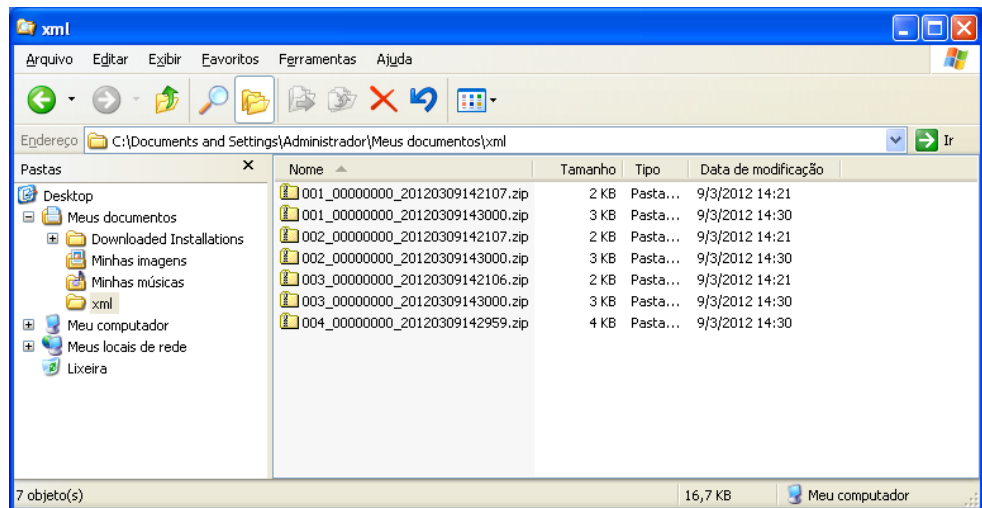 xml
Arquivo Editar Exibir Favoritos Ferramentas Ajuda
Endereço C:\Documents and Settings\Administrador\Meus documentos\xml Ir
Pastas x Nome Tamanho Tipo Data de modificação
Desktop
Meus documentos
Downloaded Installations
Minhas imagens
Minhas músicas
xml
Meu computador
Meus locais de rede
Lixeira
001_00000000_20120309142107.zip 2 KB Pasta... 9/3/2012 14:21
001_00000000_20120309143000.zip 3 KB Pasta... 9/3/2012 14:30
002_00000000_20120309142107.zip 2 KB Pasta... 9/3/2012 14:21
002_00000000_20120309143000.zip 3 KB Pasta... 9/3/2012 14:30
003_00000000_20120309142106.zip 2 KB Pasta... 9/3/2012 14:21
003_00000000_20120309143000.zip 3 KB Pasta... 9/3/2012 14:30
004_00000000_20120309142959.zip 4 KB Pasta... 9/3/2012 14:30
7 objeto(s) 16,7 KB Meu computador